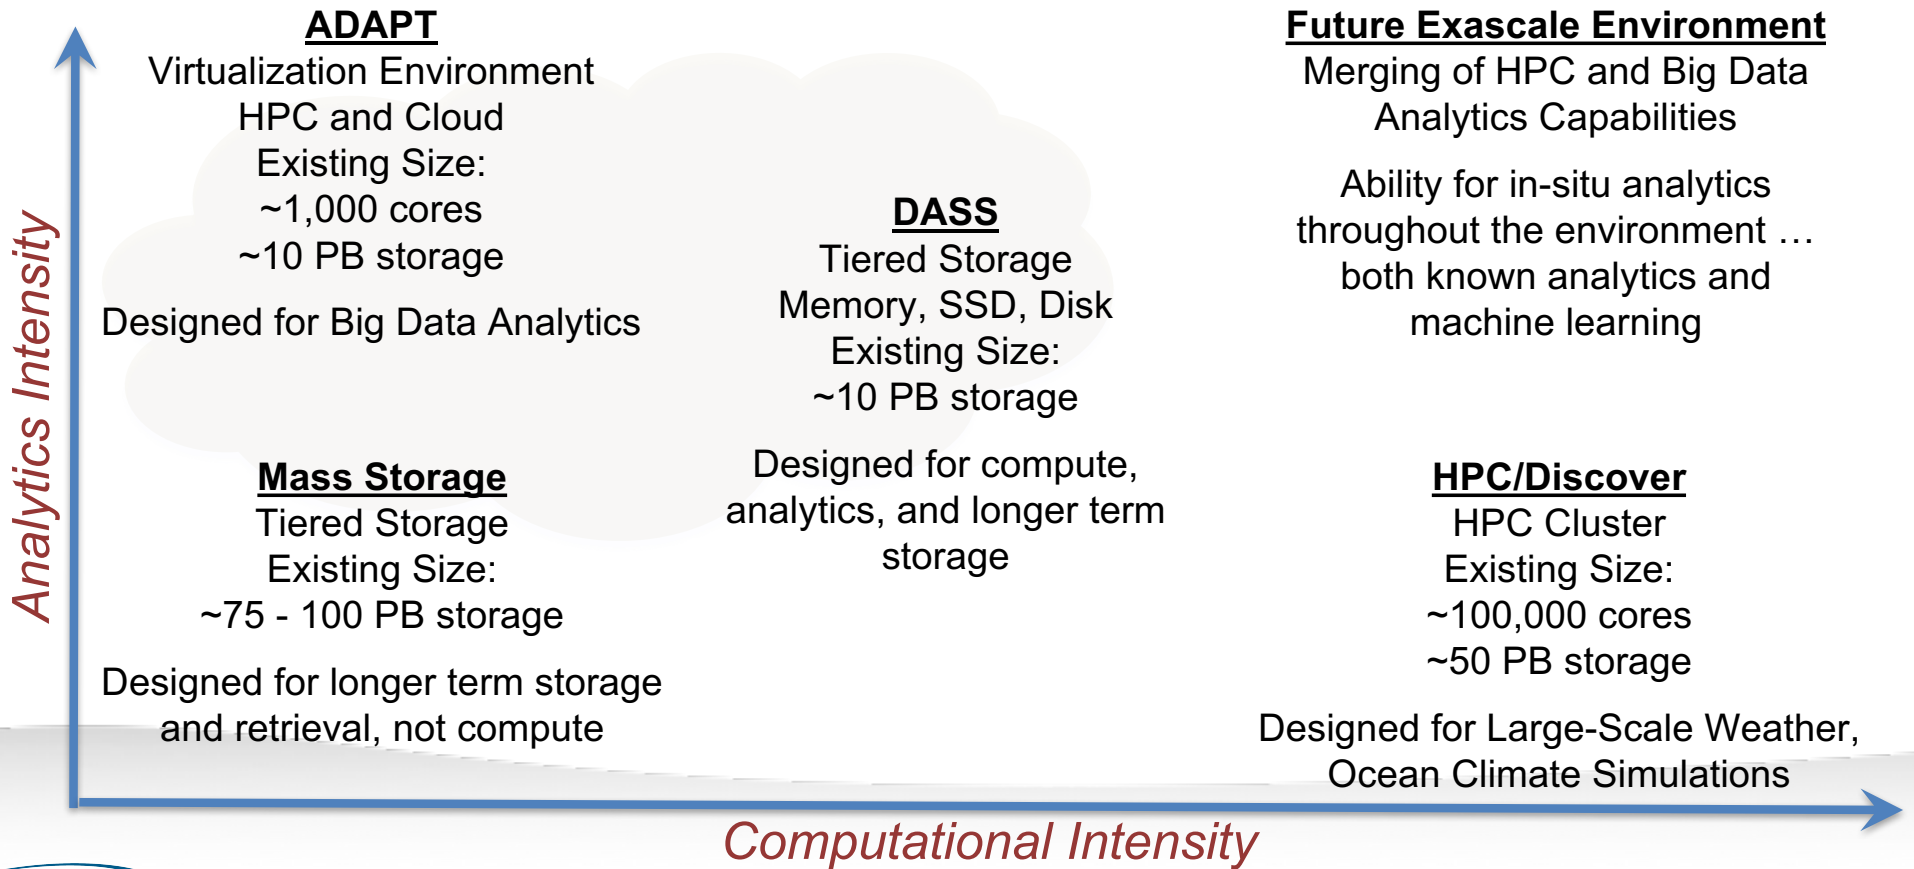 ADAPT
Virtualization Environment
HPC and Cloud
Existing Size:
~1,000 cores
~10 PB storage
Designed for Big Data Analytics
DASS
Tiered Storage
Memory, SSD, Disk
Existing Size:
~10 PB storage
Designed for compute,
analytics, and longer term
storage
Future Exascale Environment
Merging of HPC and Big Data
Analytics Capabilities
Ability for in-situ analytics
throughout the environment …
both known analytics and
machine learning
Analytics Intensity
Mass Storage
Tiered Storage
Existing Size:
~75 - 100 PB storage
Designed for longer term storage
and retrieval, not compute
HPC/Discover
HPC Cluster
Existing Size:
~100,000 cores
~50 PB storage
Designed for Large-Scale Weather,
Ocean Climate Simulations
Computational Intensity